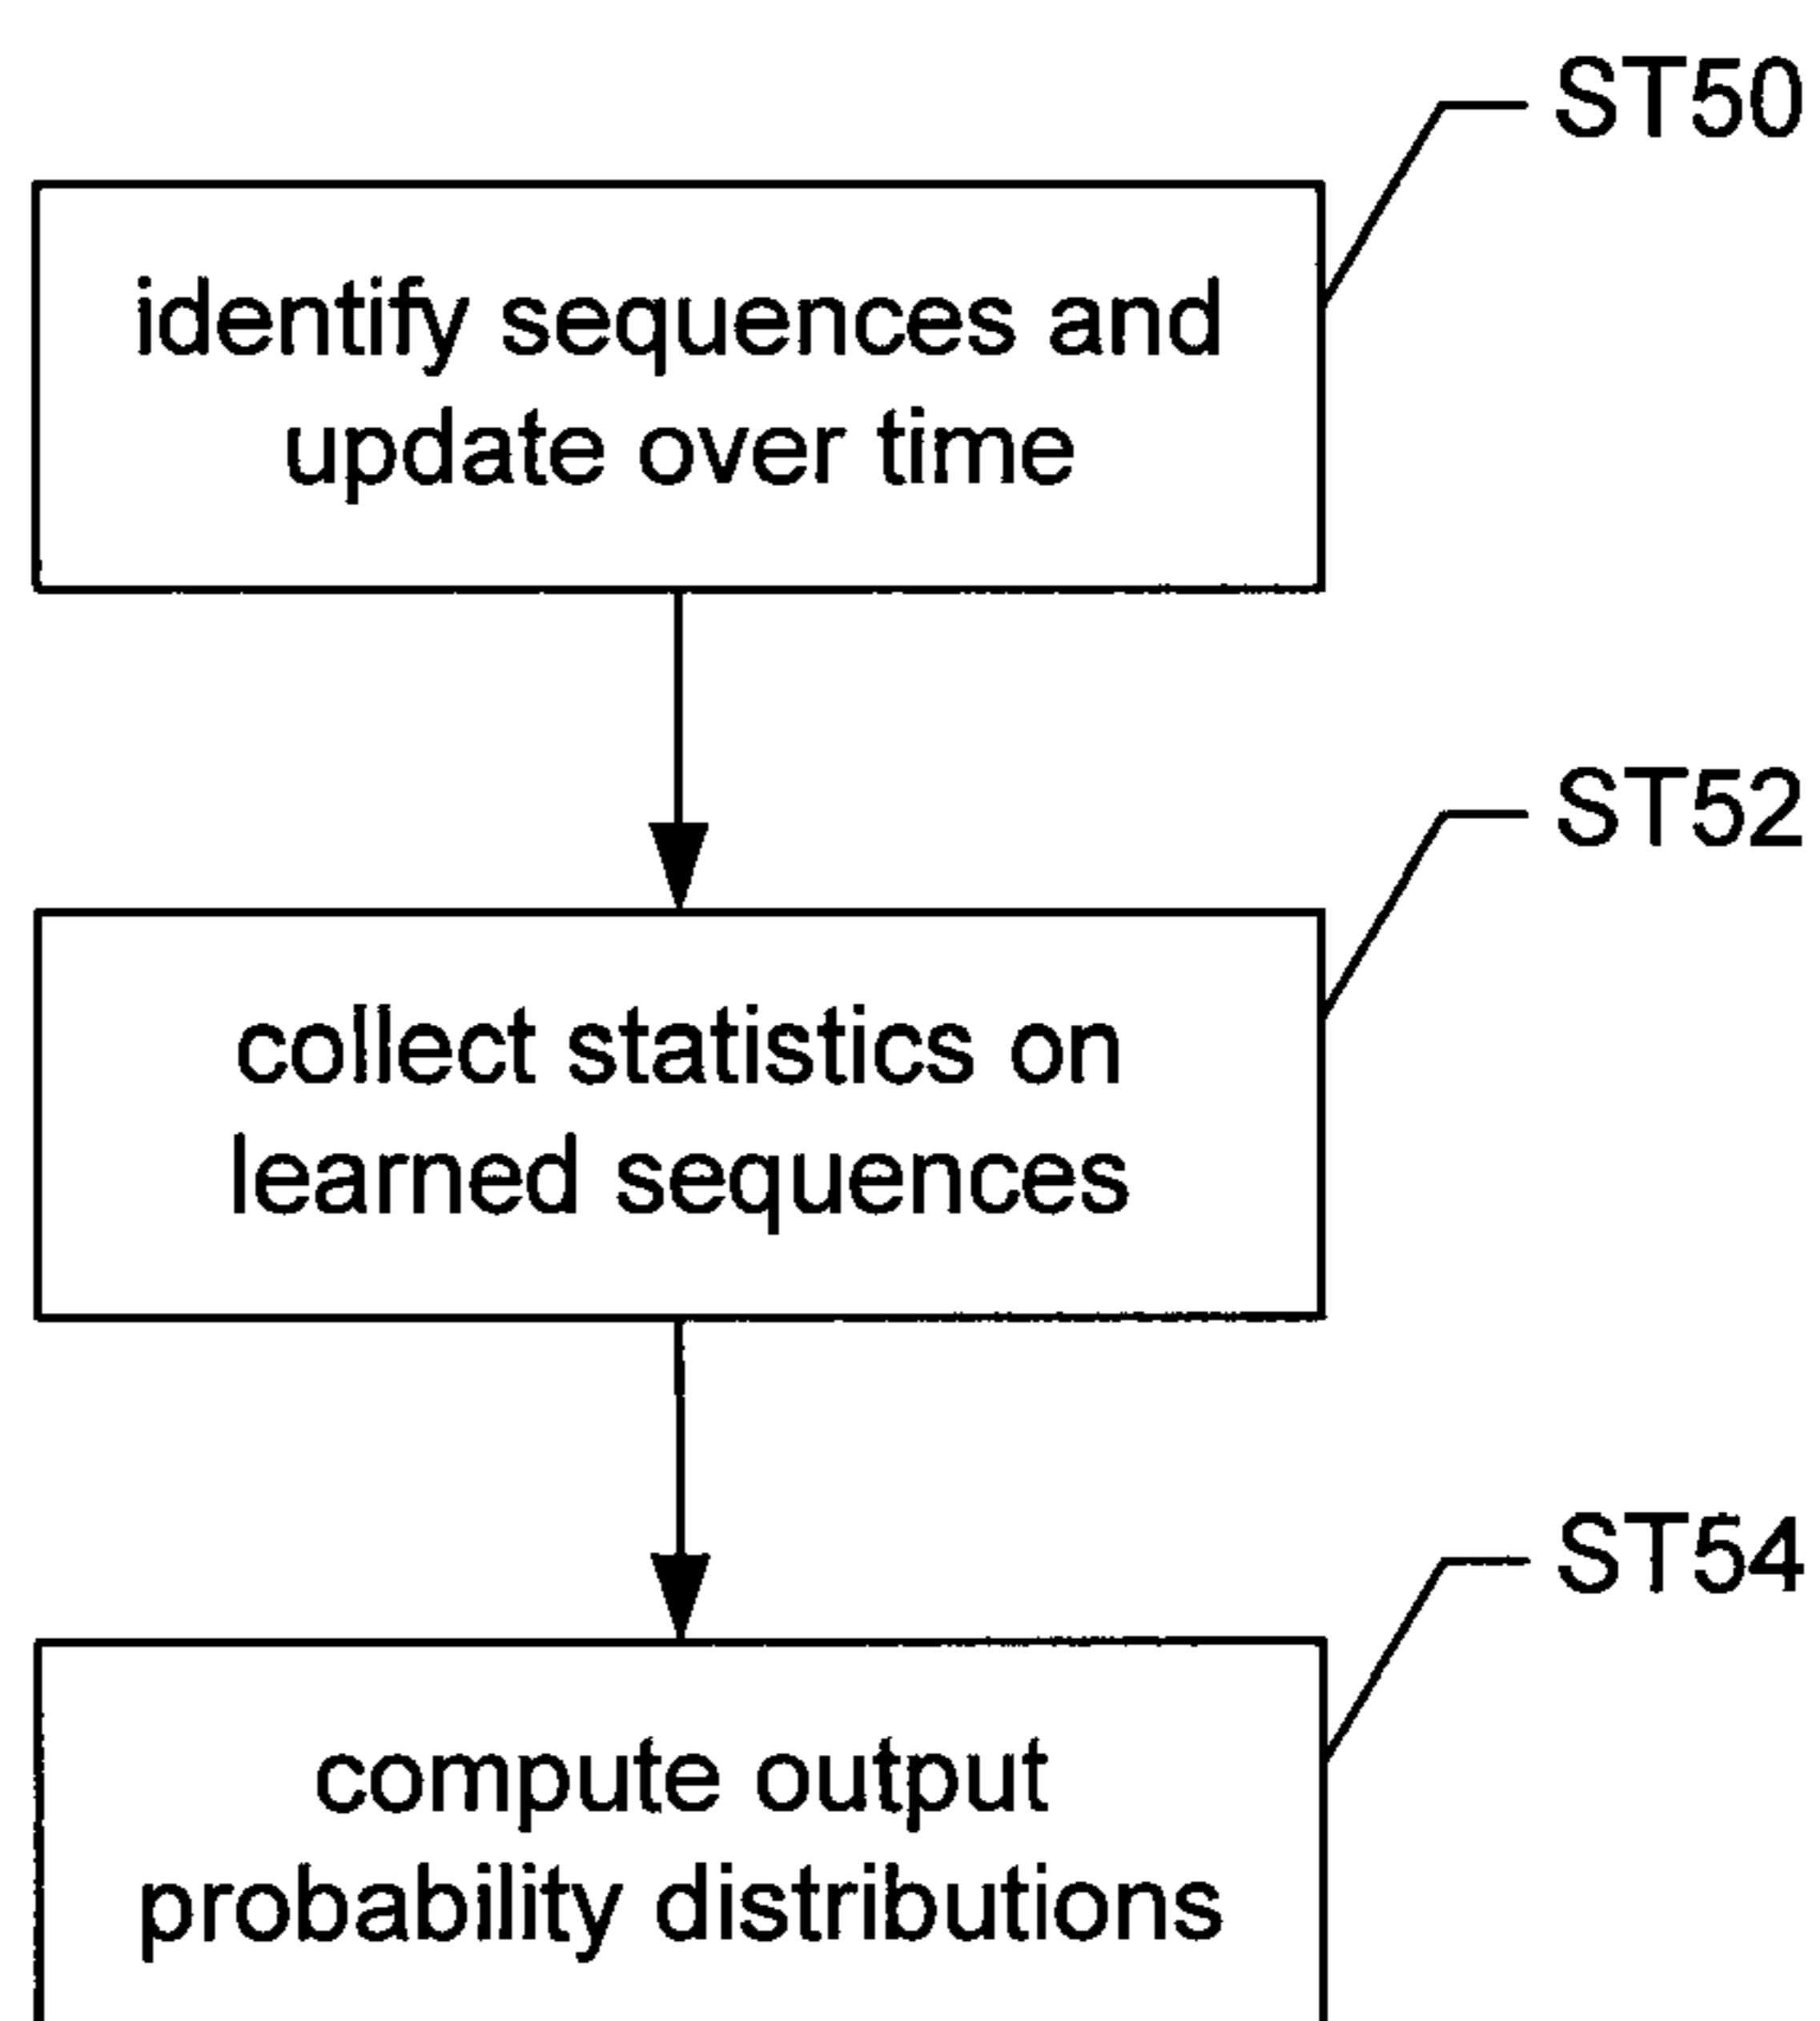 ST50
identify sequences and
update over time
ST52
collect statistics on
learned sequences
ST54
compute output
probability distributions